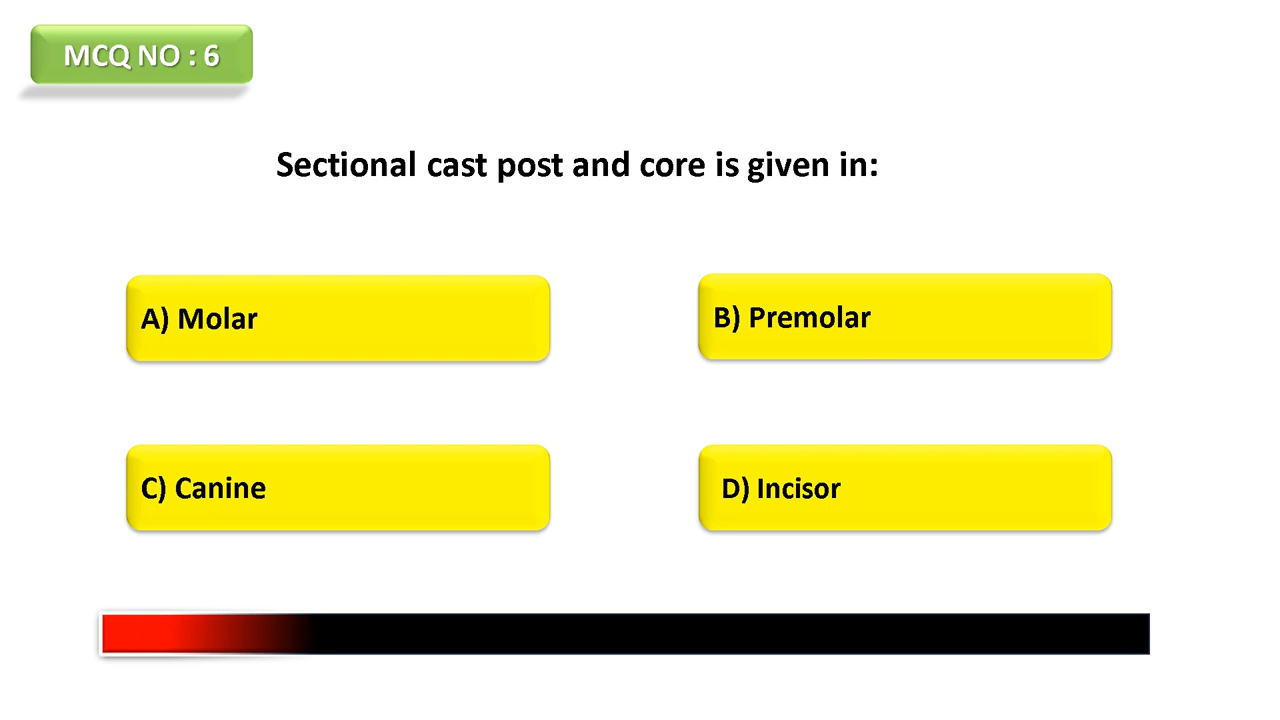 MCQ NO : 6
Sectional cast post and core is given in:
A) Molar
B) Premolar
C) Canine
D) Incisor